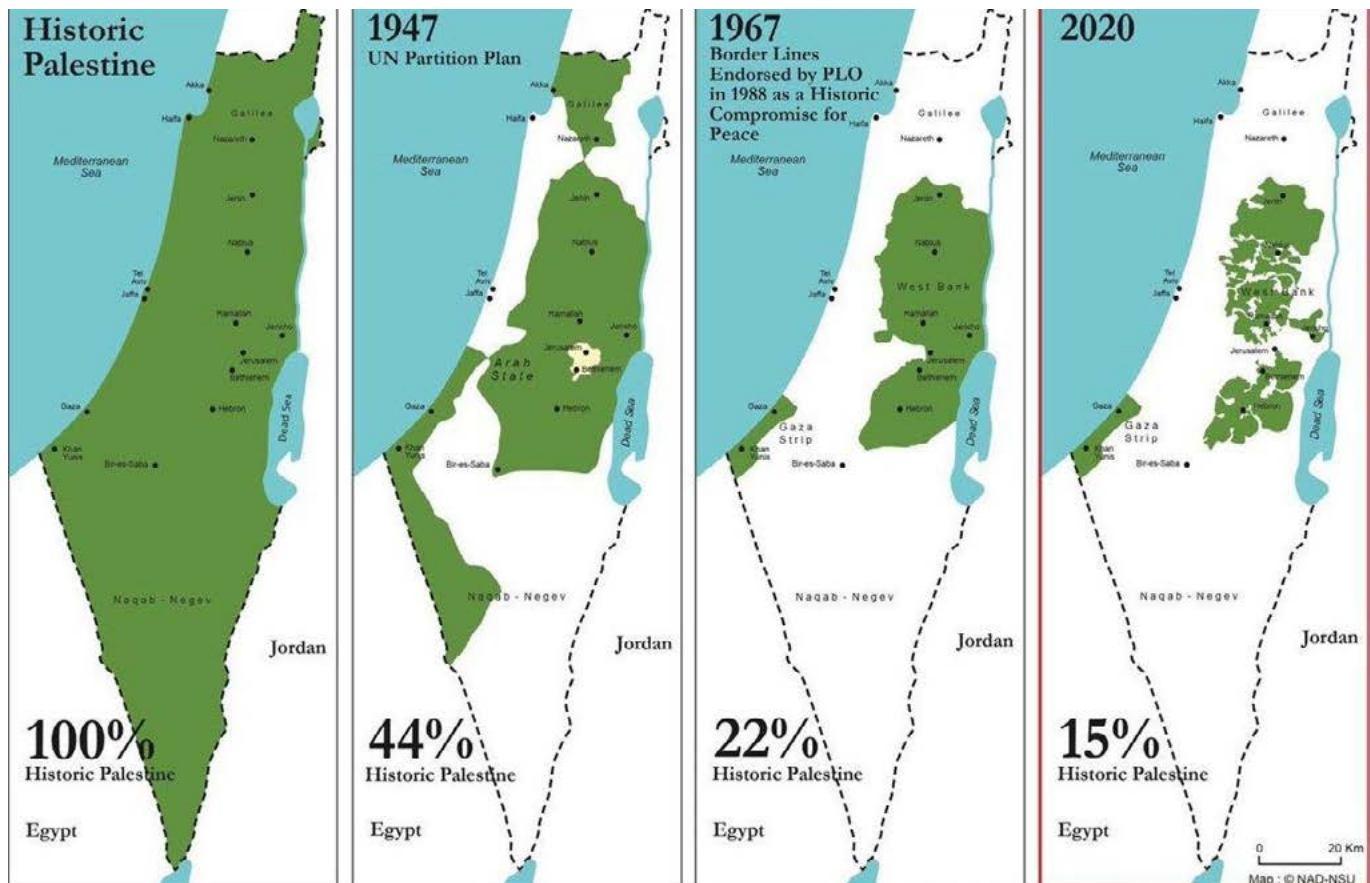 Historic
Palestine
Akka
Galilee
Haifa
Nazareth
Mediterranean
Sea
Jenin
Nablus
Tel
Aviv
Jaffa
Ramallah
Jericho
Jerusalem
Bethlehem
Gaza
Hebron
Dead Sea
Khan
Yunis
Bir-es-Saba
Naqab - Negev
Jordan
100%
Historic Palestine
Egypt
1947
UN Partition Plan
Akka
Galilee
Haifa
Nazareth
Mediterranean
Sea
Jenin
Nablus
Tel
Aviv
Jaffa
Ramallah
Jericho
Jerusalem
Arab
State
Bethlehem
Gaza
Hebron
Dead Sea
Khan
Yunis
Bir-es-Saba
Naqab - Negev
Jordan
44%
Historic Palestine
Egypt
1967
Border Lines
Endorsed by PLO
in 1988 as a Historic
Compromise for
Peace
Akka
Galilee
Haifa
Nazareth
Mediterranean
Sea
Jenin
Nablus
Tel
Aviv
Jaffa
West Bank
Ramallah
Jericho
Jerusalem
Bethlehem
Gaza
Hebron
Gaza
Strip
Dead Sea
Khan
Yunis
Bir-es-Saba
Naqab - Negev
Jordan
22%
Historic Palestine
Egypt
2020
Akka
Galilee
Haifa
Nazareth
Mediterranean
Sea
Jenin
Nablus
Tel
Aviv
Jaffa
West Bank
Ramallah
Jericho
Jerusalem
Bethlehem
Gaza
Hebron
Gaza
Strip
Dead Sea
Khan
Yunis
Bir-es-Saba
Naqab - Negev
Jordan
15%
Historic Palestine
Egypt
0 20 Km
Map : © NAD-NSU